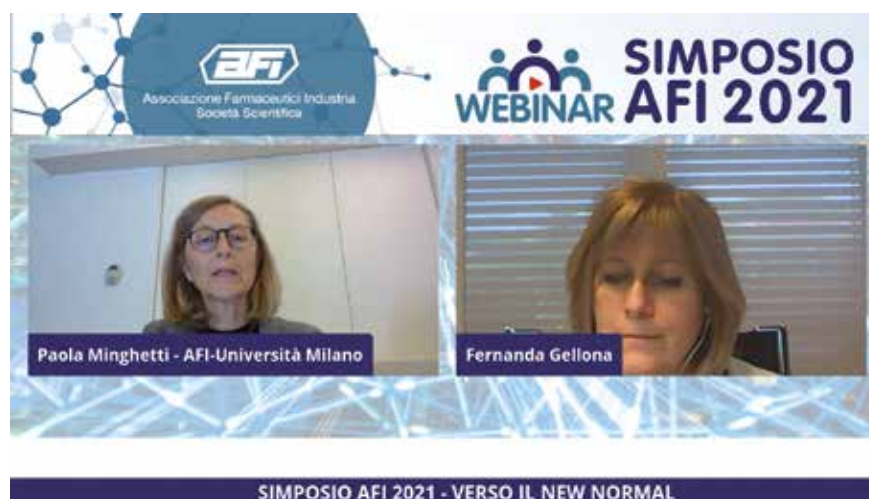 AFI
Associazione Farmaceutici Industria
Società Scientifica
WEBINAR
SIMPOSIO
AFI 2021
Paola Minghetti - AFI-Università Milano
Fernanda Gellona
SIMPOSIO AFI 2021 - VERSO IL NEW NORMAL